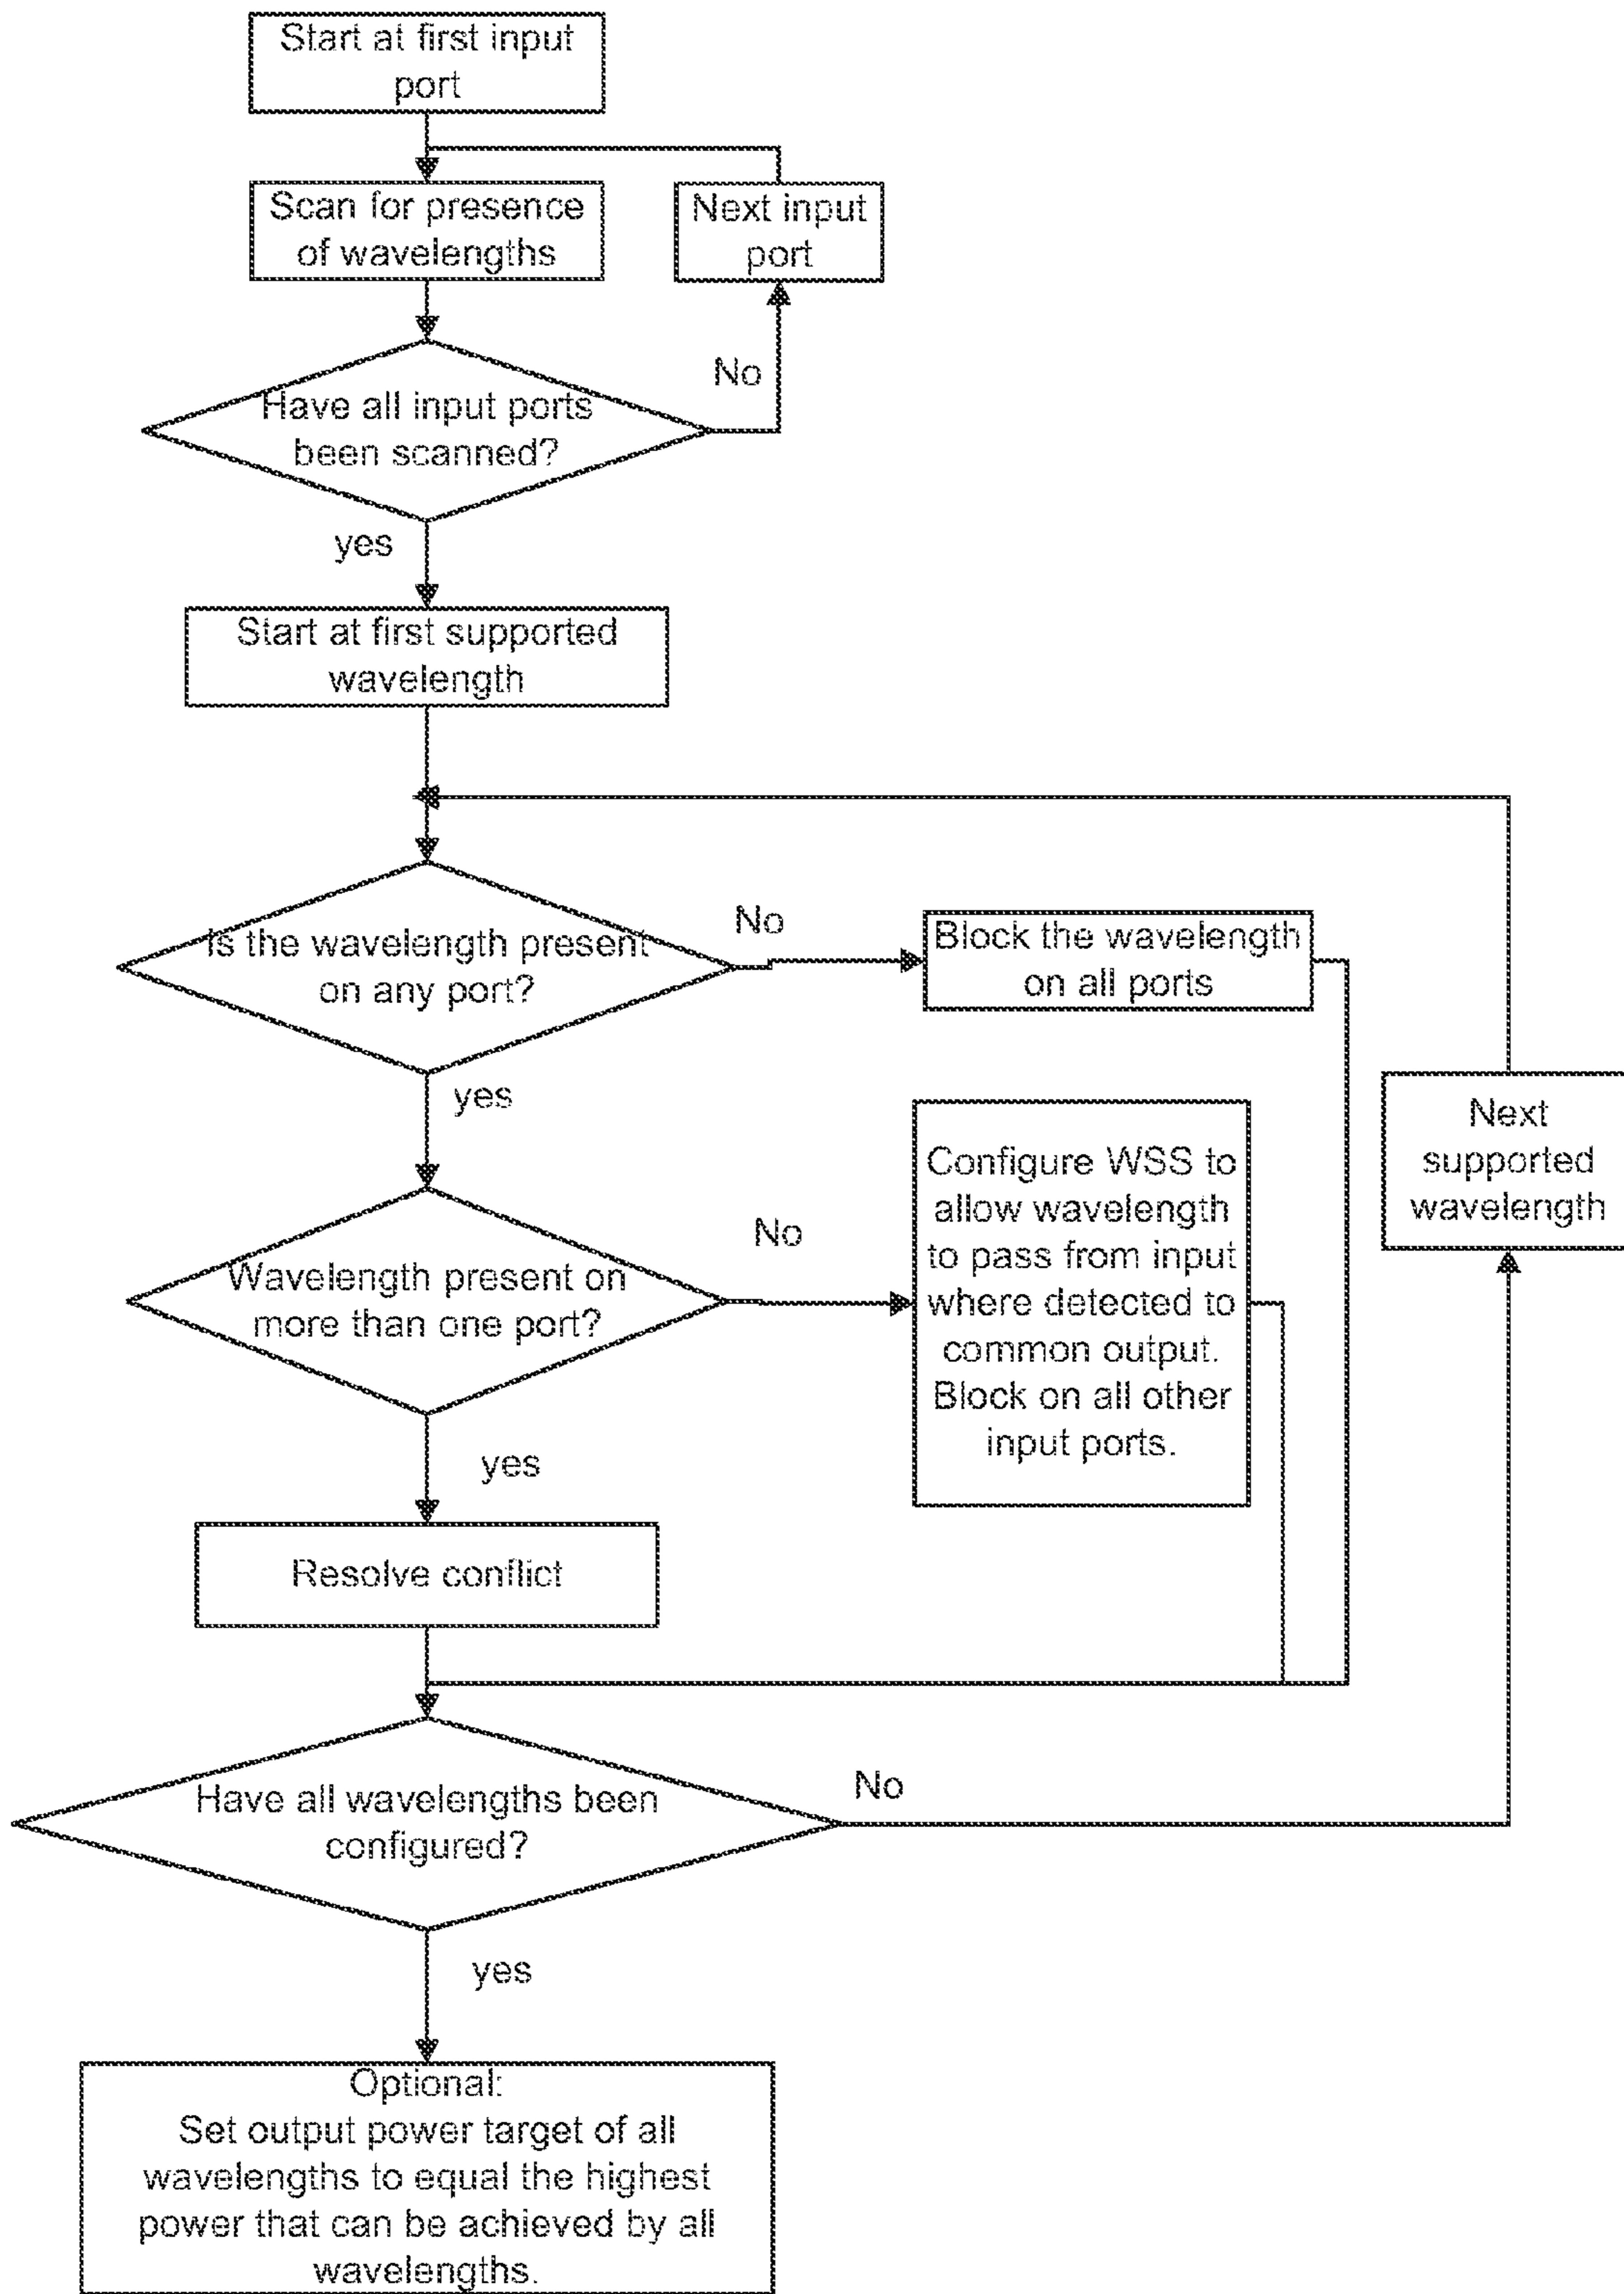 Start at first input
port
Scan for presence
of wavelengths
Next input
port
No
Have all input ports
been scanned?
yes
Start at first supported
wavelength
No
Is the wavelength present
on any port?
Block the wavelength
on all ports
yes
Next
supported
wavelength
Configure WSS to
allow wavelength
to pass from input
where detected to
common output.
Block on all other
input ports.
No
Wavelength present on
more than one port?
yes
Resolve conflict
No
Have all wavelengths been
configured?
yes
Optional:
Set output power target of all
wavelengths to equal the highest
power that can be achieved by all
wavelengths.